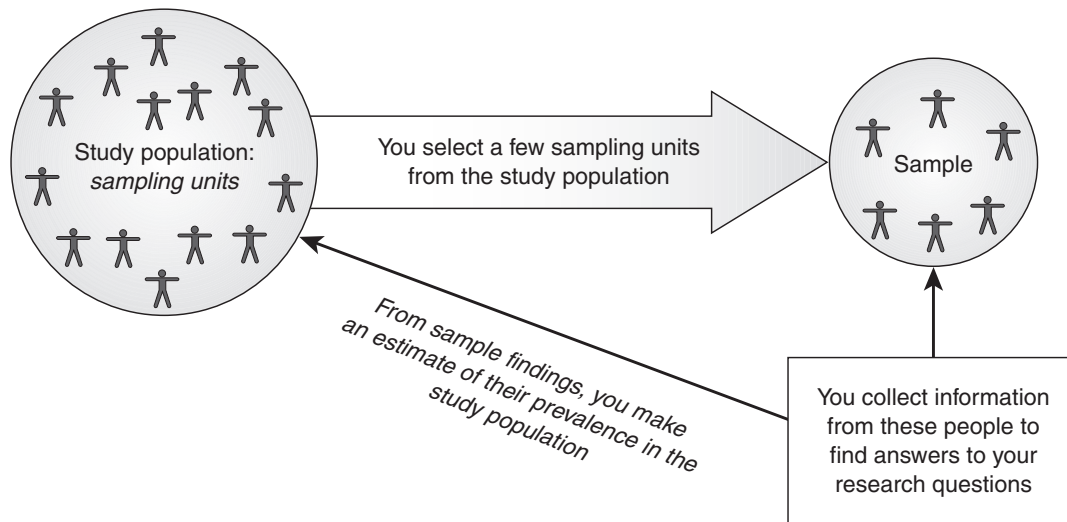 Study population:
sampling units
You select a few sampling units
from the study population
Sample
From sample findings, you make
an estimate of their prevalence in the
study population
You collect information
from these people to
find answers to your
research questions